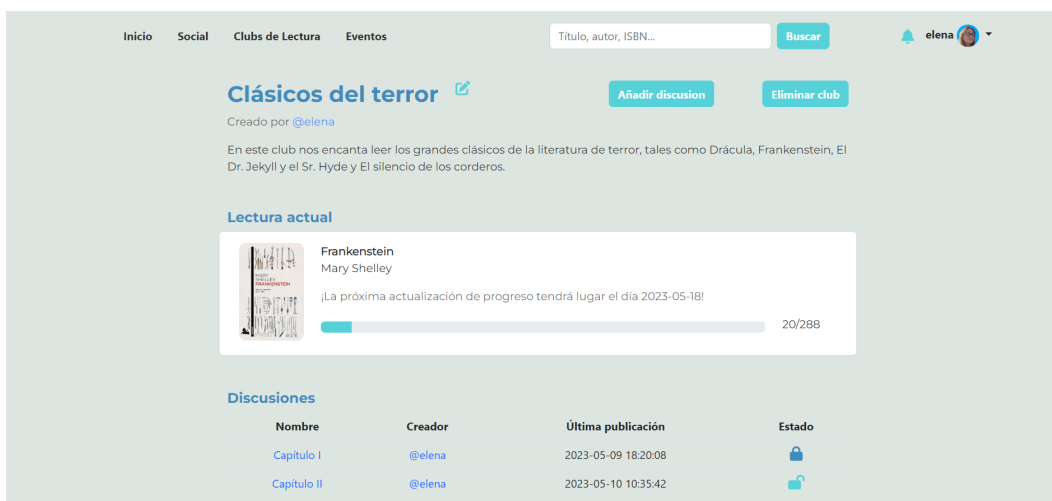 Inicio Social Clubs de Lectura Eventos Título, autor, ISBN... Buscar elena
Clásicos del terror Añadir discusion Eliminar club
Creado por @elena
En este club nos encanta leer los grandes clásicos de la literatura de terror, tales como Drácula, Frankenstein, El
Dr. Jekyll y el Sr. Hyde y El silencio de los corderos.
Lectura actual
Frankenstein
Mary Shelley
MARY
SHELLEY
FRANKENSTEIN
¡La próxima actualización de progreso tendrá lugar el día 2023-05-18!
20/288
Discusiones
Nombre Creador Última publicación Estado
Capítulo I @elena 2023-05-09 18:20:08
Capítulo II @elena 2023-05-10 10:35:42